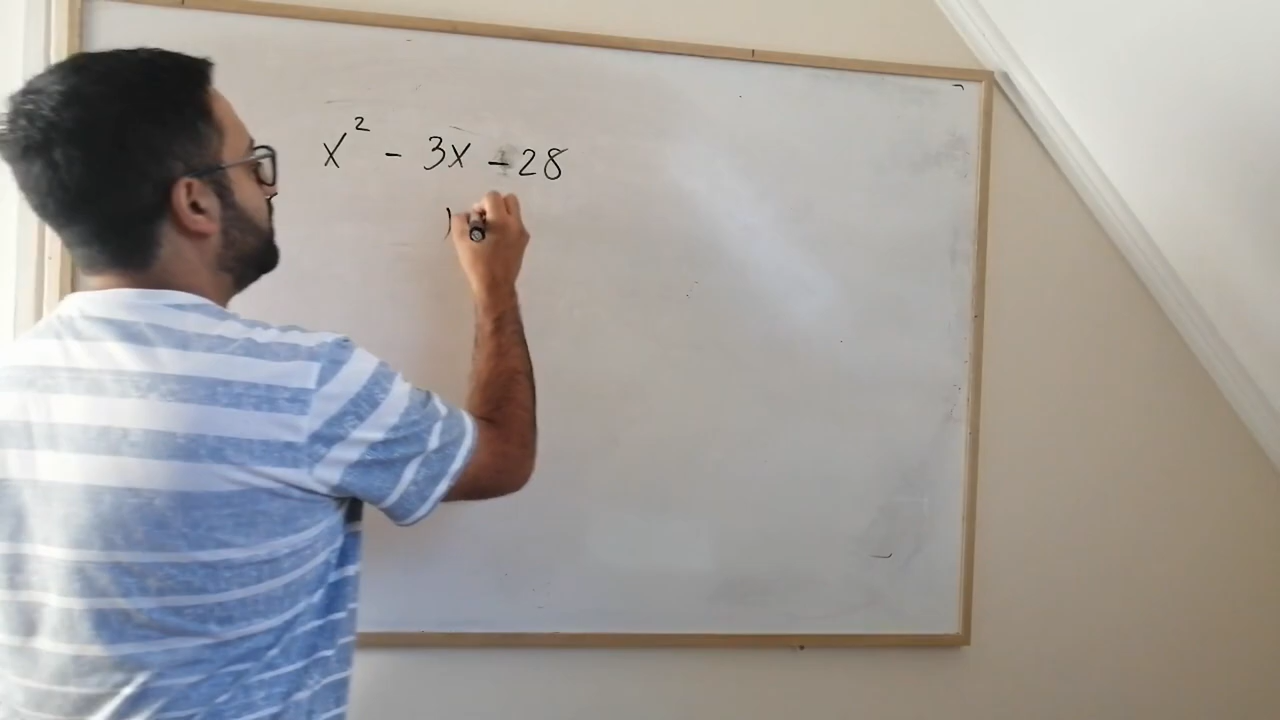 x² - 3x - 28